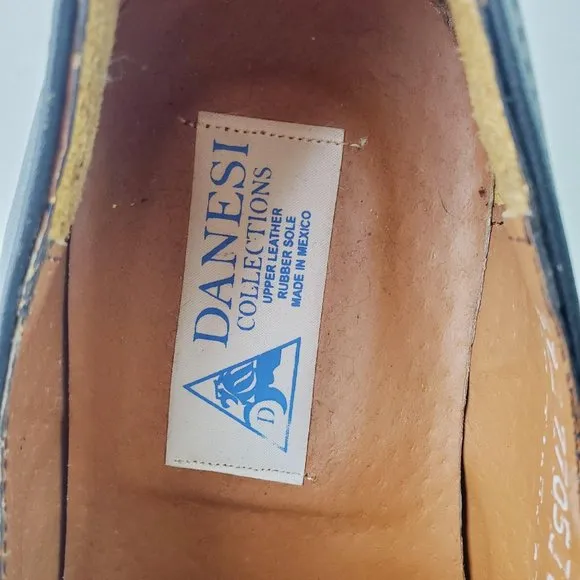 DANESI
COLLECTIONS
UPPER LEATHER
RUBBER SOLE
MADE IN MEXICO
D